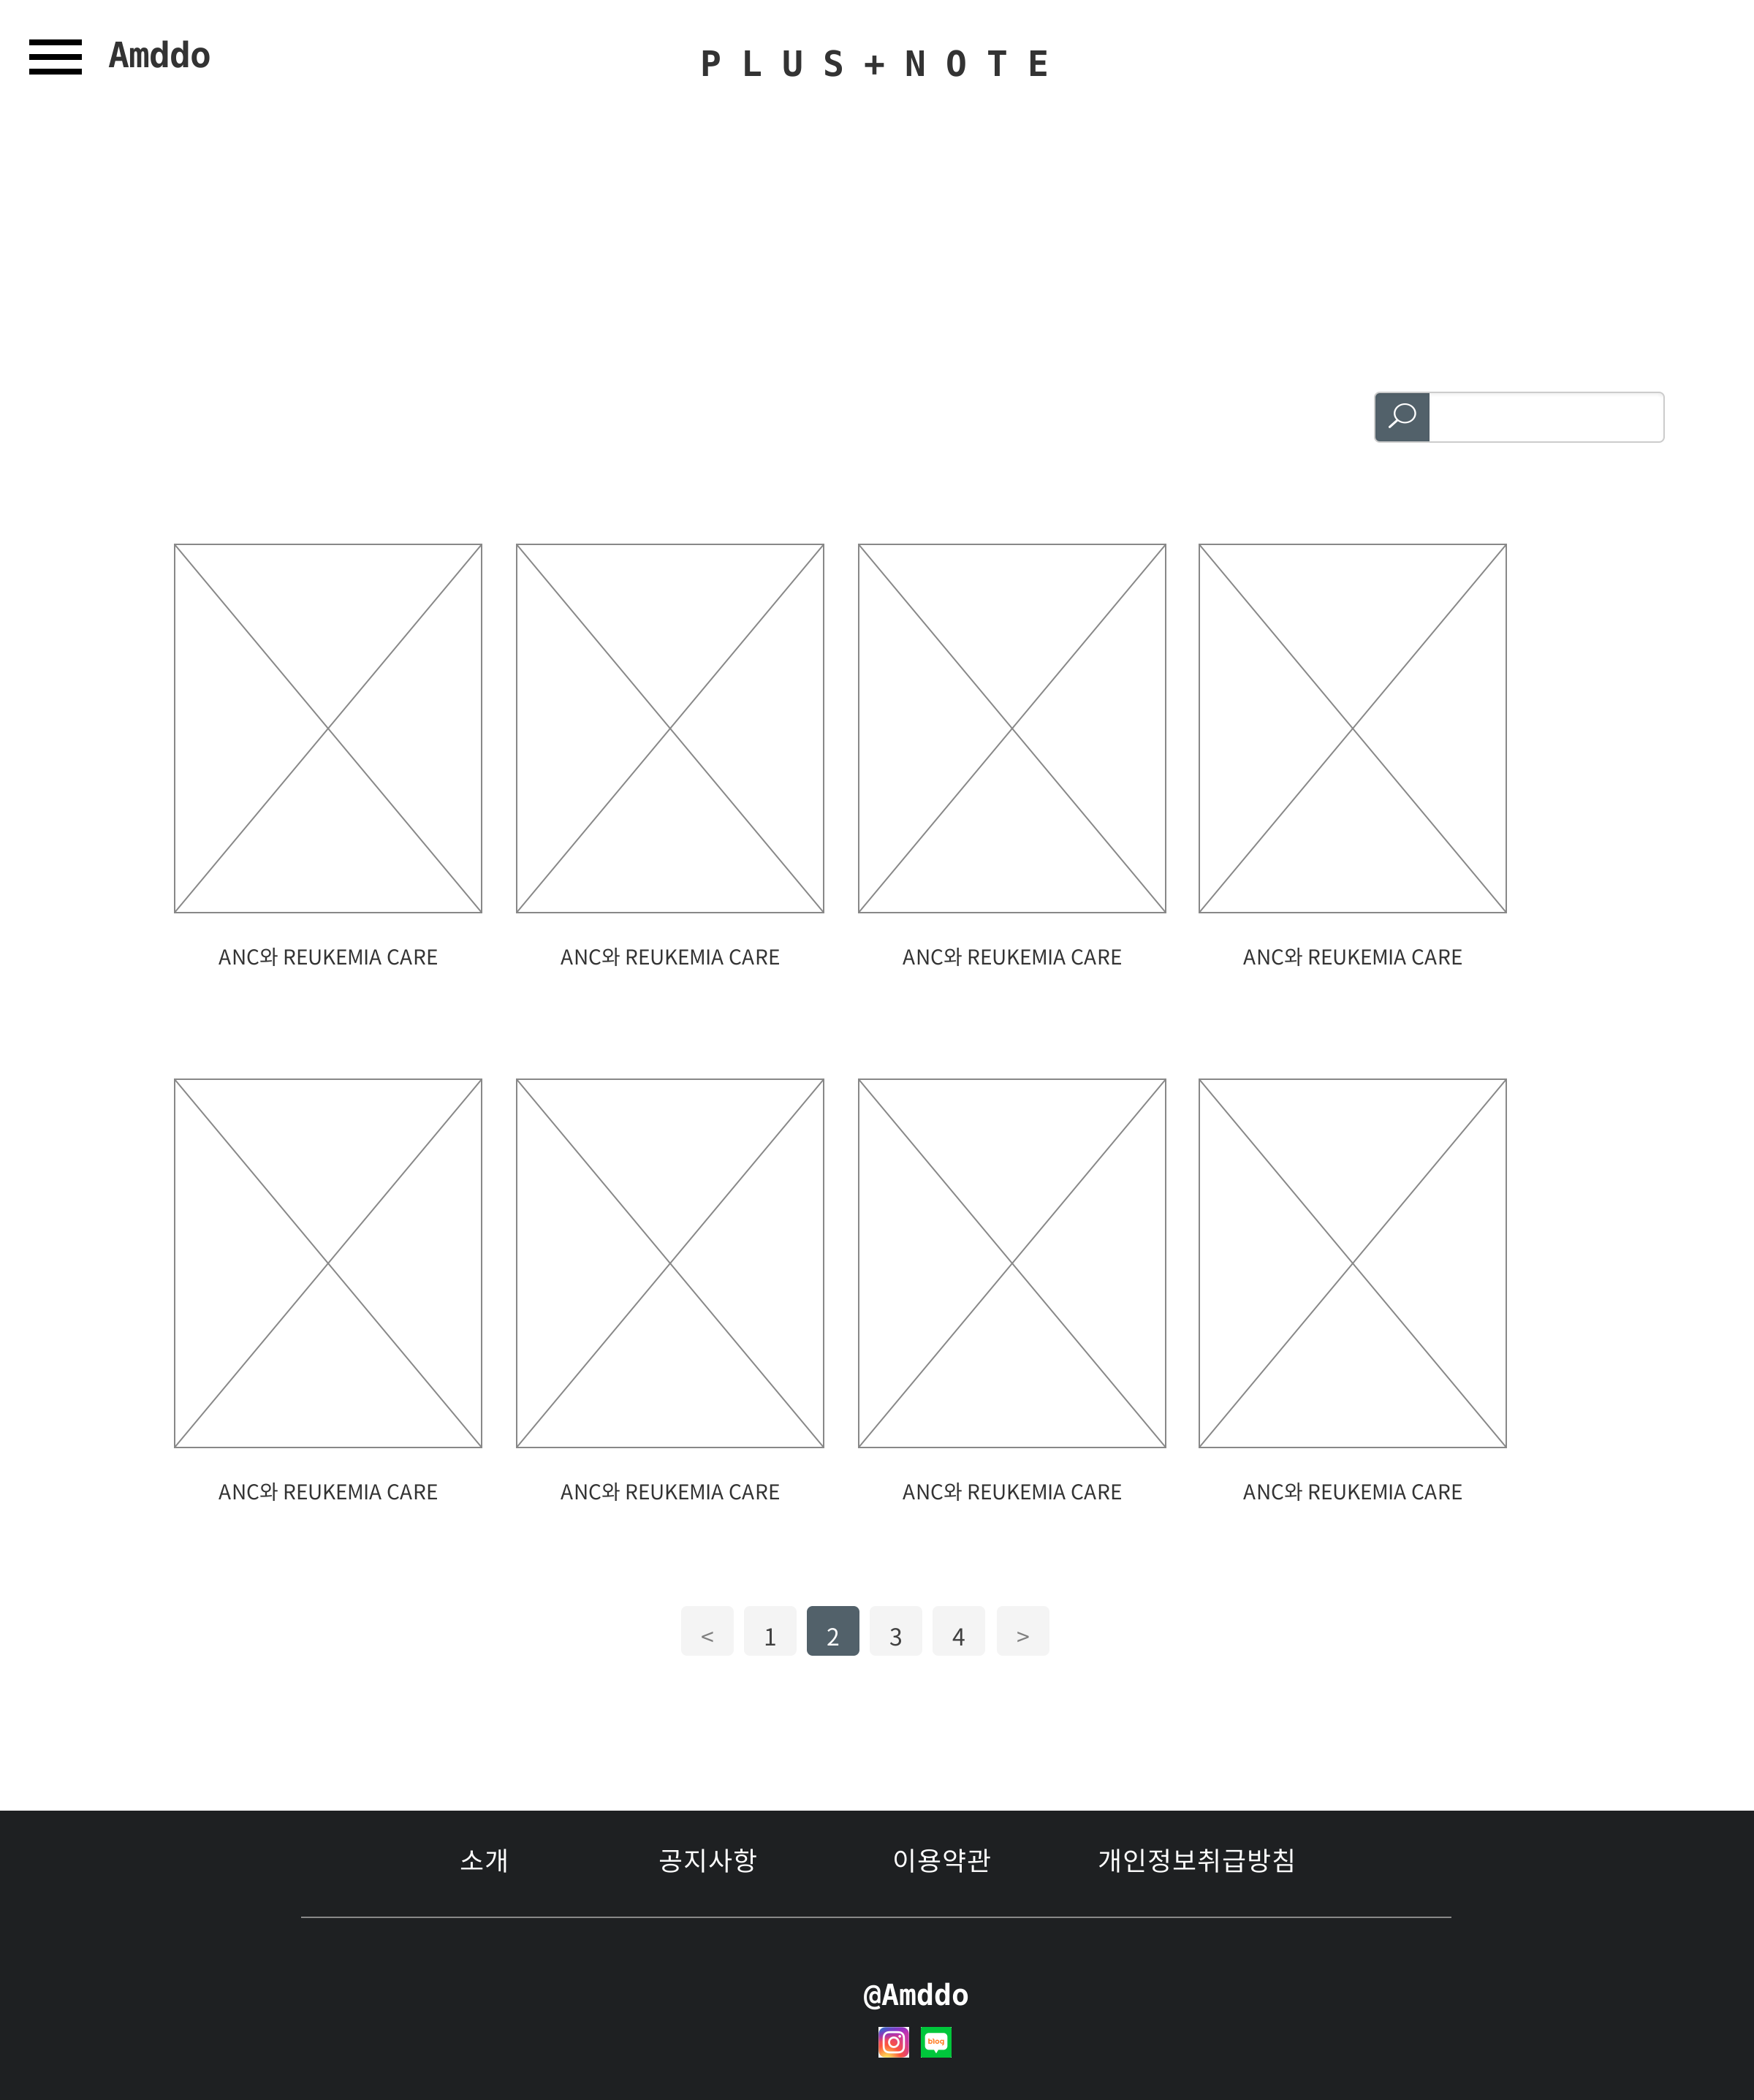 Amddo
PLUS+NOTE
ANC와 REUKEMIA CARE
ANC와 REUKEMIA CARE
ANC와 REUKEMIA CARE
ANC와 REUKEMIA CARE
ANC와 REUKEMIA CARE
ANC와 REUKEMIA CARE
ANC와 REUKEMIA CARE
ANC와 REUKEMIA CARE
< 1 2 3 4 >
소개 공지사항 이용약관 개인정보취급방침
@Amddo
blog